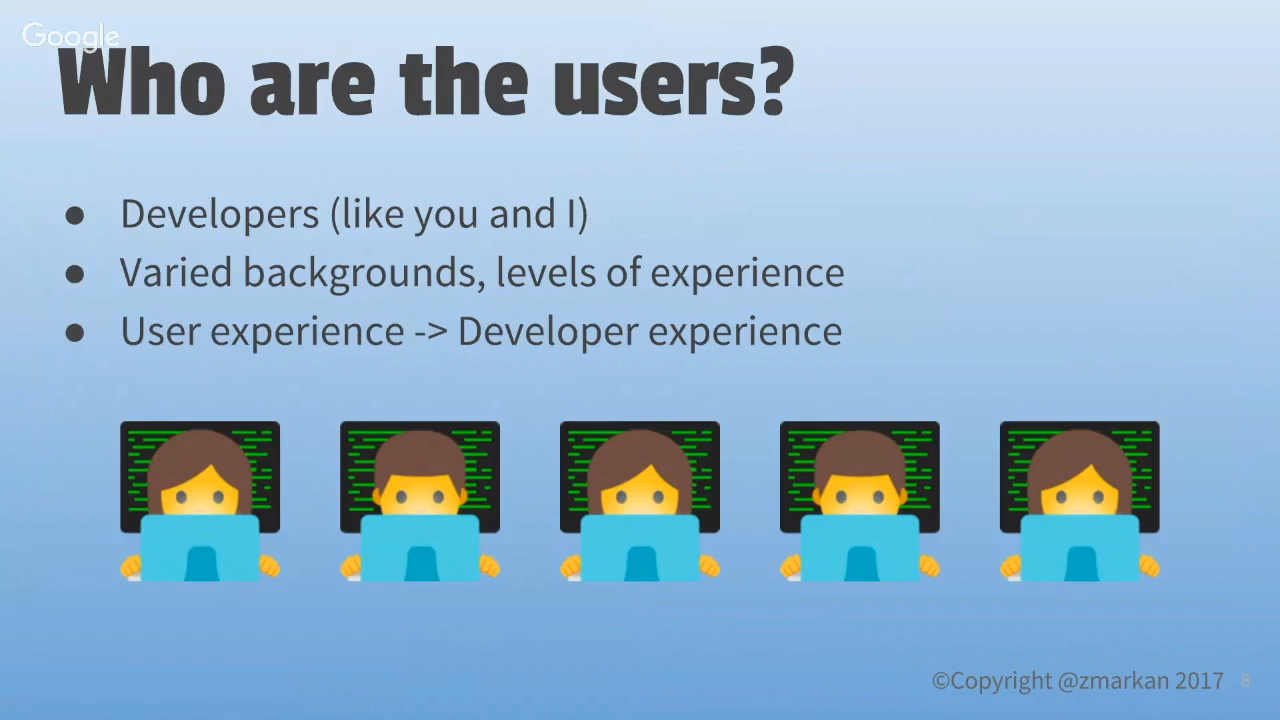 Google
Who are the users?
● Developers (like you and I)
● Varied backgrounds, levels of experience
● User experience -> Developer experience
©Copyright @zmarkan 2017 8